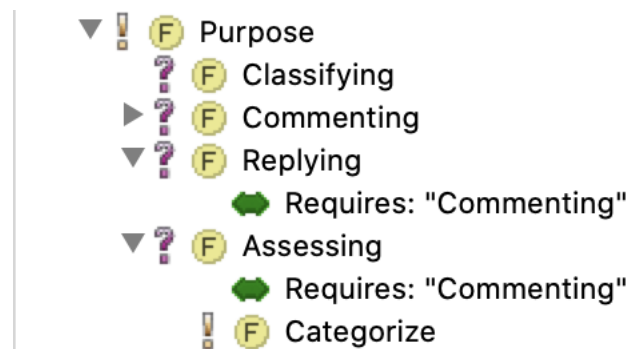 ! F Purpose
? F Classifying
? F Commenting
? F Replying
Requires: "Commenting"
? F Assessing
Requires: "Commenting"
! F Categorize